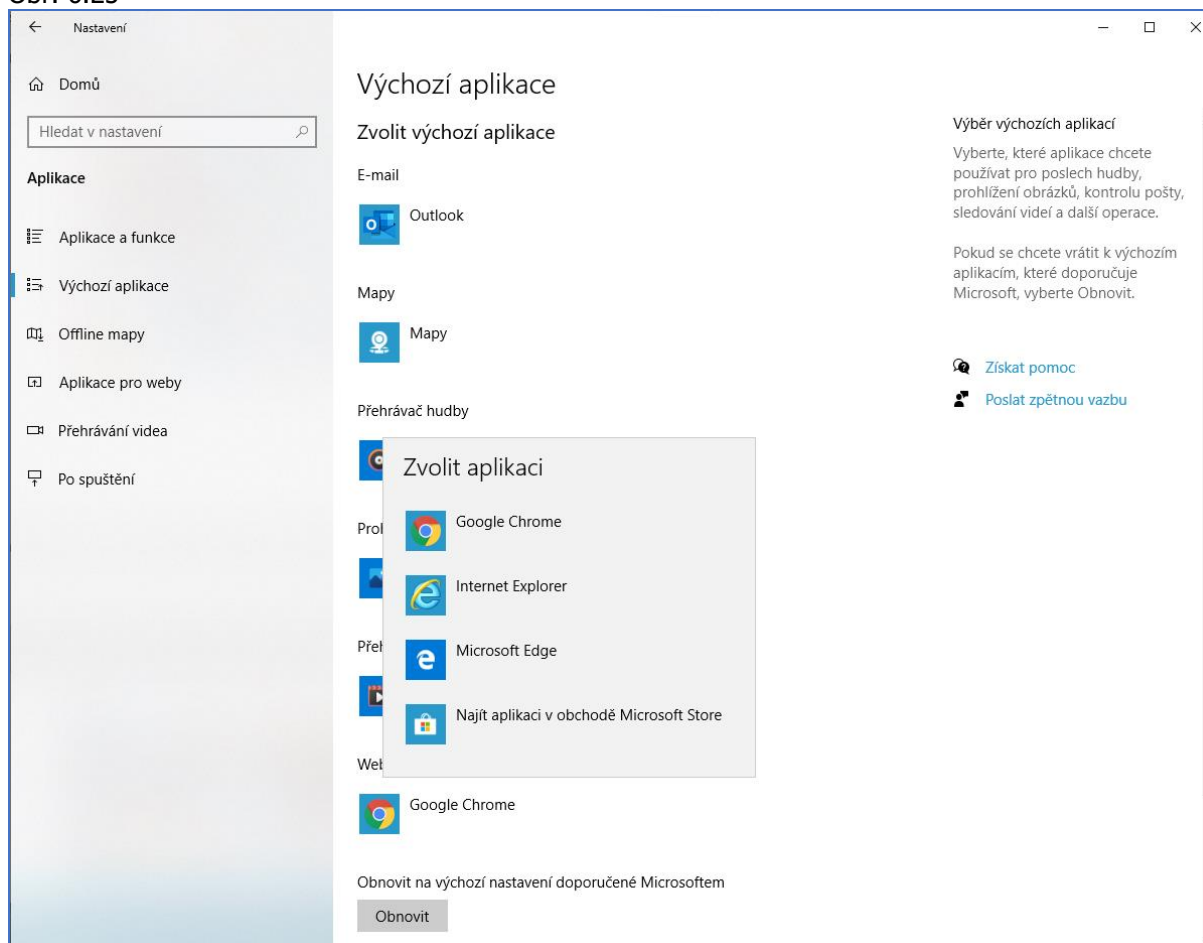 Nastavení
Domů
Hledat v nastavení
Aplikace
Aplikace a funkce
Výchozí aplikace
Offline mapy
Aplikace pro weby
Přehrávání videa
Po spuštění
Výchozí aplikace
Zvolit výchozí aplikace
E-mail
Outlook
Mapy
Mapy
Přehrávač hudby
Zvolit aplikaci
Google Chrome
Internet Explorer
Microsoft Edge
Najít aplikaci v obchodě Microsoft Store
Google Chrome
Obnovit na výchozí nastavení doporučené Microsoftem
Obnovit
Výběr výchozích aplikací
Vyberte, které aplikace chcete
používat pro poslech hudby,
prohlížení obrázků, kontrolu pošty,
sledování videí a další operace.
Pokud se chcete vrátit k výchozím
aplikacím, které doporučuje
Microsoft, vyberte Obnovit.
Získat pomoc
Poslat zpětnou vazbu